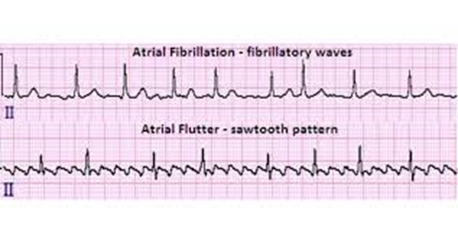 Atrial Fibrillation - fibrillatory waves
II
Atrial Flutter - sawtooth pattern
II